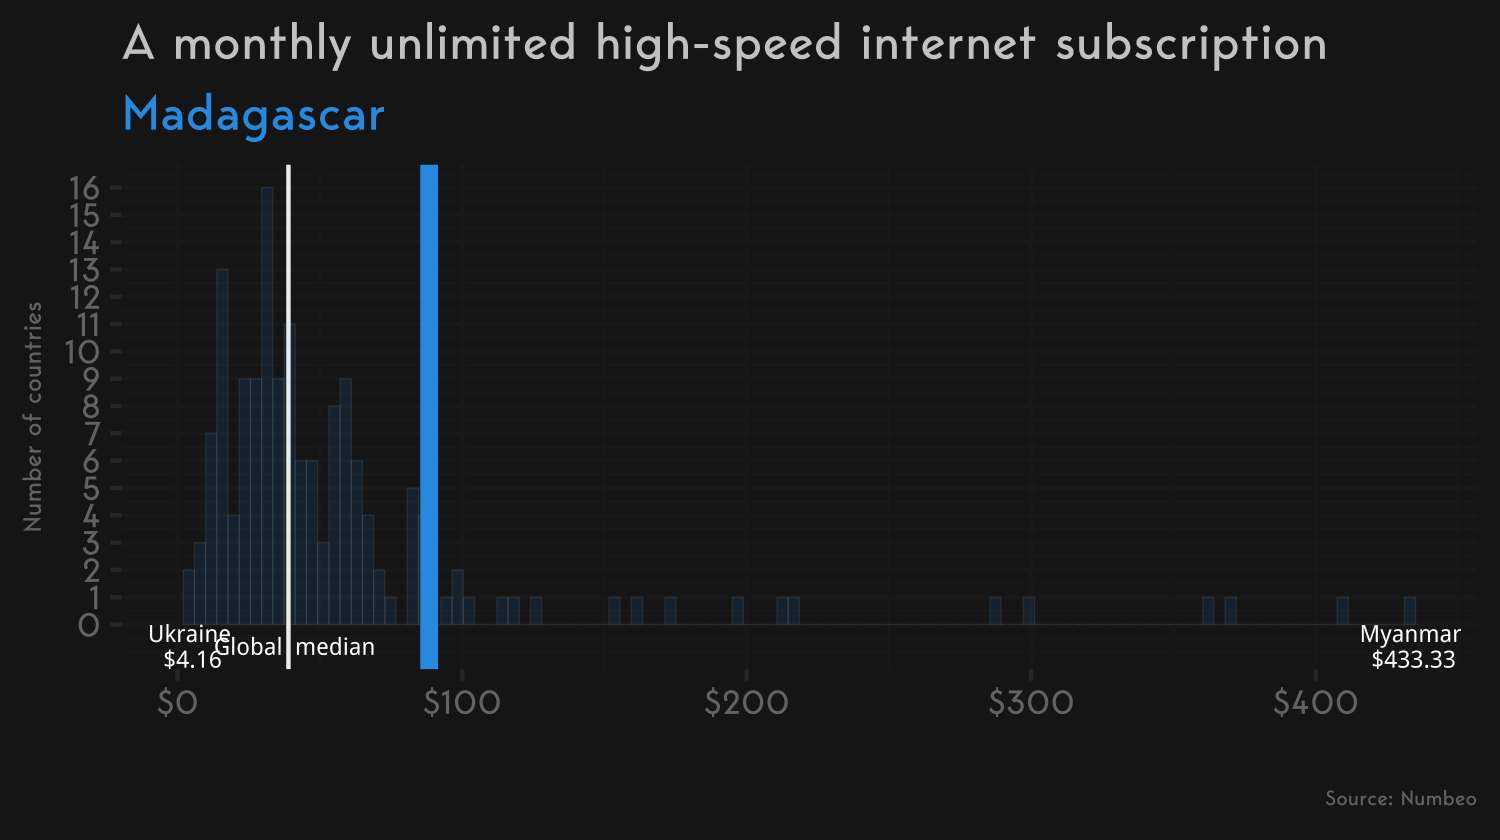 A monthly unlimited high-speed internet subscription
Madagascar
Number of countries
16
15
14
13
12
11
10
9
8
7
6
5
4
3
2
1
0
Ukraine
$4.16
Global median
Myanmar
$433.33
$0 $100 $200 $300 $400
Source: Numbeo